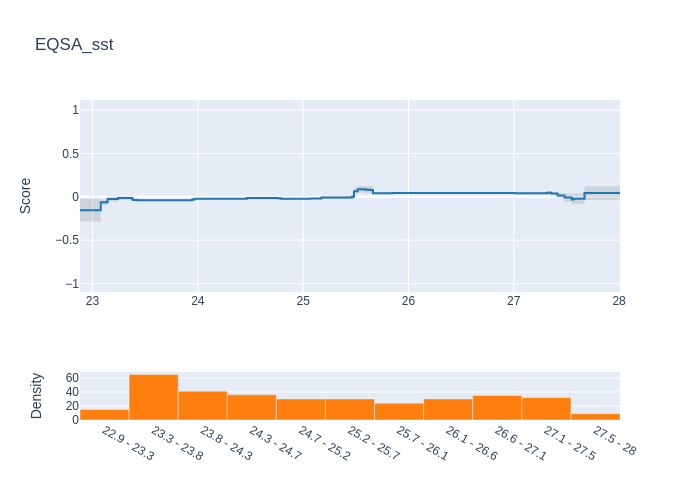 EQSA_sst
Score
1
0.5
0
−0.5
−1
23 24 25 26 27 28
Density
60
40
20
0
22.9 - 23.3
23.3 - 23.8
23.8 - 24.3
24.3 - 24.7
24.7 - 25.2
25.2 - 25.7
25.7 - 26.1
26.1 - 26.6
26.6 - 27.1
27.1 - 27.5
27.5 - 28